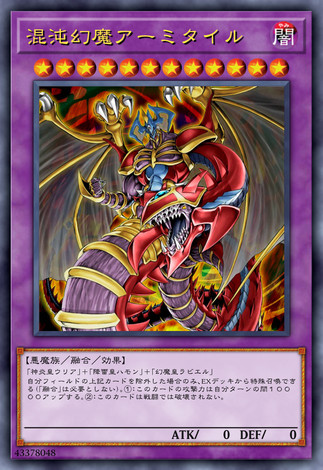 混沌幻魔アーミタイル
やみ
闇
【悪魔族／融合／効果】
「神炎皇ウリア」＋「降雷皇ハモン」＋「幻魔皇ラビエル」
自分フィールドの上記カードを除外した場合のみ、EXデッキから特殊召喚でき
る(「融合」は必要としない)。①：このカードの攻撃力は自分ターンの間１００
００アップする。②：このカードは戦闘では破壊されない。
ATK/ 0 DEF/ 0
43378048